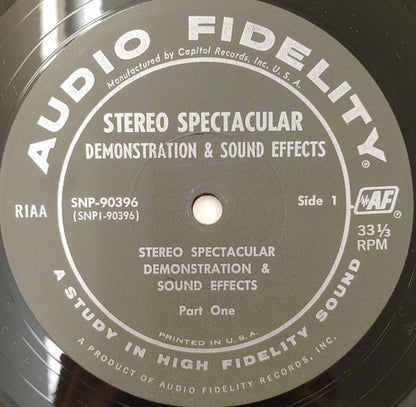 AUDIO FIDELITY®
Manufactured by Capitol Records, Inc. U.S.A.
STEREO SPECTACULAR
DEMONSTRATION & SOUND EFFECTS
RIAA
SNP-90396
(SNP1-90396)
Side 1
AF®
33⅓
RPM
STEREO SPECTACULAR
DEMONSTRATION &
SOUND EFFECTS
Part One
PRINTED IN U.S.A.
A STUDY IN HIGH FIDELITY SOUND
A PRODUCT OF AUDIO FIDELITY RECORDS, INC.